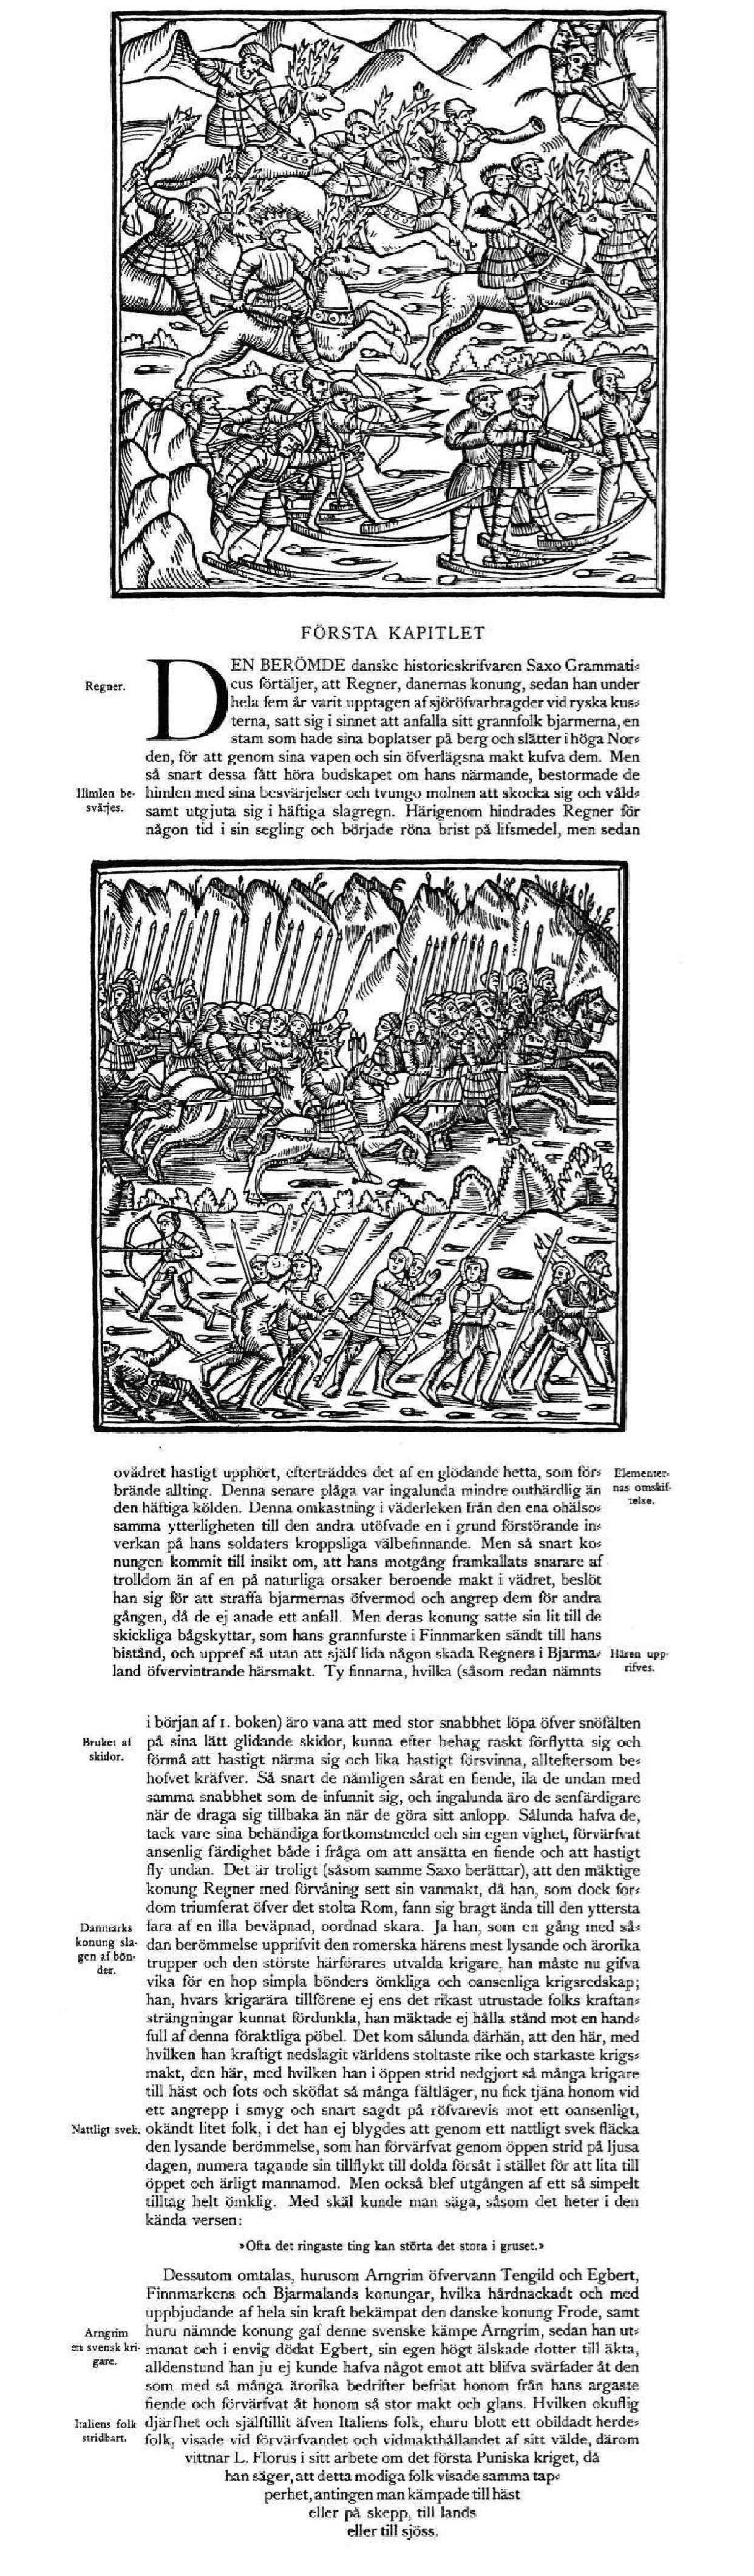 FÖRSTA KAPITLET
Regner.
DEN BERÖMDE danske historieskrifvaren Saxo Grammati⸗
cus förtäljer, att Regner, danernas konung, sedan han under
hela fem år varit upptagen af sjöröfvarbragder vid ryska kus⸗
terna, satt sig i sinnet att anfalla sitt grannfolk bjarmerna, en
stam som hade sina boplatser på berg och slätter i höga Nor⸗
den, för att genom sina vapen och sin öfverlägsna makt kufva dem. Men
så snart dessa fått höra budskapet om hans närmande, bestormade de
Himlen be-
svärjes.
himlen med sina besvärjelser och tvungo molnen att skocka sig och våld⸗
samt utgjuta sig i häftiga slagregn. Härigenom hindrades Regner för
någon tid i sin segling och började röna brist på lifsmedel, men sedan
ovädret hastigt upphört, efterträddes det af en glödande hetta, som för⸗
Elementer-
nas omskif-
telse.
brände allting. Denna senare plåga var ingalunda mindre outhärdlig än
den häftiga kölden. Denna omkastning i väderleken från den ena ohälso⸗
samma ytterligheten till den andra utöfvade en i grund förstörande in⸗
verkan på hans soldaters kroppsliga välbefinnande. Men så snart ko⸗
nungen kommit till insikt om, att hans motgång framkallats snarare af
trolldom än af en på naturliga orsaker beroende makt i vädret, beslöt
han sig för att straffa bjarmernas öfvermod och angrep dem för andra
gången, då de ej anade ett anfall. Men deras konung satte sin lit till de
skickliga bågskyttar, som hans grannfurste i Finnmarken sändt till hans
bistånd, och uppref så utan att själf lida någon skada Regners i Bjarma⸗
Hären upp-
rifves.
land öfvervintrande härsmakt. Ty finnarna, hvilka (såsom redan nämnts
i början af 1. boken) äro vana att med stor snabbhet löpa öfver snöfälten
Bruket af
skidor.
på sina lätt glidande skidor, kunna efter behag raskt förflytta sig och
förmå att hastigt närma sig och lika hastigt försvinna, allteftersom be⸗
hofvet kräfver. Så snart de nämligen sårat en fiende, ila de undan med
samma snabbhet som de infunnit sig, och ingalunda äro de senfärdigare
när de draga sig tillbaka än när de göra sitt anlopp. Sålunda hafva de,
tack vare sina behändiga fortkomstmedel och sin egen vighet, förvärfvat
ansenlig färdighet både i fråga om att ansätta en fiende och att hastigt
fly undan. Det är troligt (såsom samme Saxo berättar), att den mäktige
konung Regner med förvåning sett sin vanmakt, då han, som dock for⸗
dom triumferat öfver det stolta Rom, fann sig bragt ända till den yttersta
Danmarks
konung sla-
gen af bön-
der.
fara af en illa beväpnad, oordnad skara. Ja han, som en gång med så⸗
dan berömmelse upprifvit den romerska härens mest lysande och ärorika
trupper och den störste härförares utvalda krigare, han måste nu gifva
vika för en hop simpla bönders ömkliga och oansenliga krigsredskap;
han, hvars krigarära tillförene ej ens det rikast utrustade folks kraftan⸗
strängningar kunnat fördunkla, han mäktade ej hålla stånd mot en hand⸗
full af denna föraktliga pöbel. Det kom sålunda därhän, att den här, med
hvilken han kraftigt nedslagit världens stoltaste rike och starkaste krigs⸗
makt, den här, med hvilken han i öppen strid nedgjort så många krigare
till häst och fots och sköflat så många fältläger, nu fick tjäna honom vid
ett angrepp i smyg och snart sagdt på röfvarevis mot ett oansenligt,
Nattligt svek.
okändt litet folk, i det han ej blygdes att genom ett nattligt svek fläcka
den lysande berömmelse, som han förvärfvat genom öppen strid på ljusa
dagen, numera tagande sin tillflykt till dolda försåt i stället för att lita till
öppet och ärligt mannamod. Men också blef utgången af ett så simpelt
tilltag helt ömklig. Med skäl kunde man säga, såsom det heter i den
kända versen:
»Ofta det ringaste ting kan störta det stora i gruset.»
Dessutom omtalas, hurusom Arngrim öfvervann Tengild och Egbert,
Finnmarkens och Bjarmalands konungar, hvilka hårdnackadt och med
uppbjudande af hela sin kraft bekämpat den danske konung Frode, samt
Arngrim
en svensk kri-
gare.
huru nämnde konung gaf denne svenske kämpe Arngrim, sedan han ut⸗
manat och i envig dödat Egbert, sin egen högt älskade dotter till äkta,
alldenstund han ju ej kunde hafva något emot att blifva svärfader åt den
som med så många ärorika bedrifter befriat honom från hans argaste
fiende och förvärfvat åt honom så stor makt och glans. Hvilken okuflig
Italiens folk
stridbart.
djärfhet och själftillit äfven Italiens folk, ehuru blott ett obildadt herde⸗
folk, visade vid förvärfvandet och vidmakthållandet af sitt välde, därom
vittnar L. Florus i sitt arbete om det första Puniska kriget, då
han säger, att detta modiga folk visade samma tap⸗
perhet, antingen man kämpade till häst
eller på skepp, till lands
eller till sjöss.